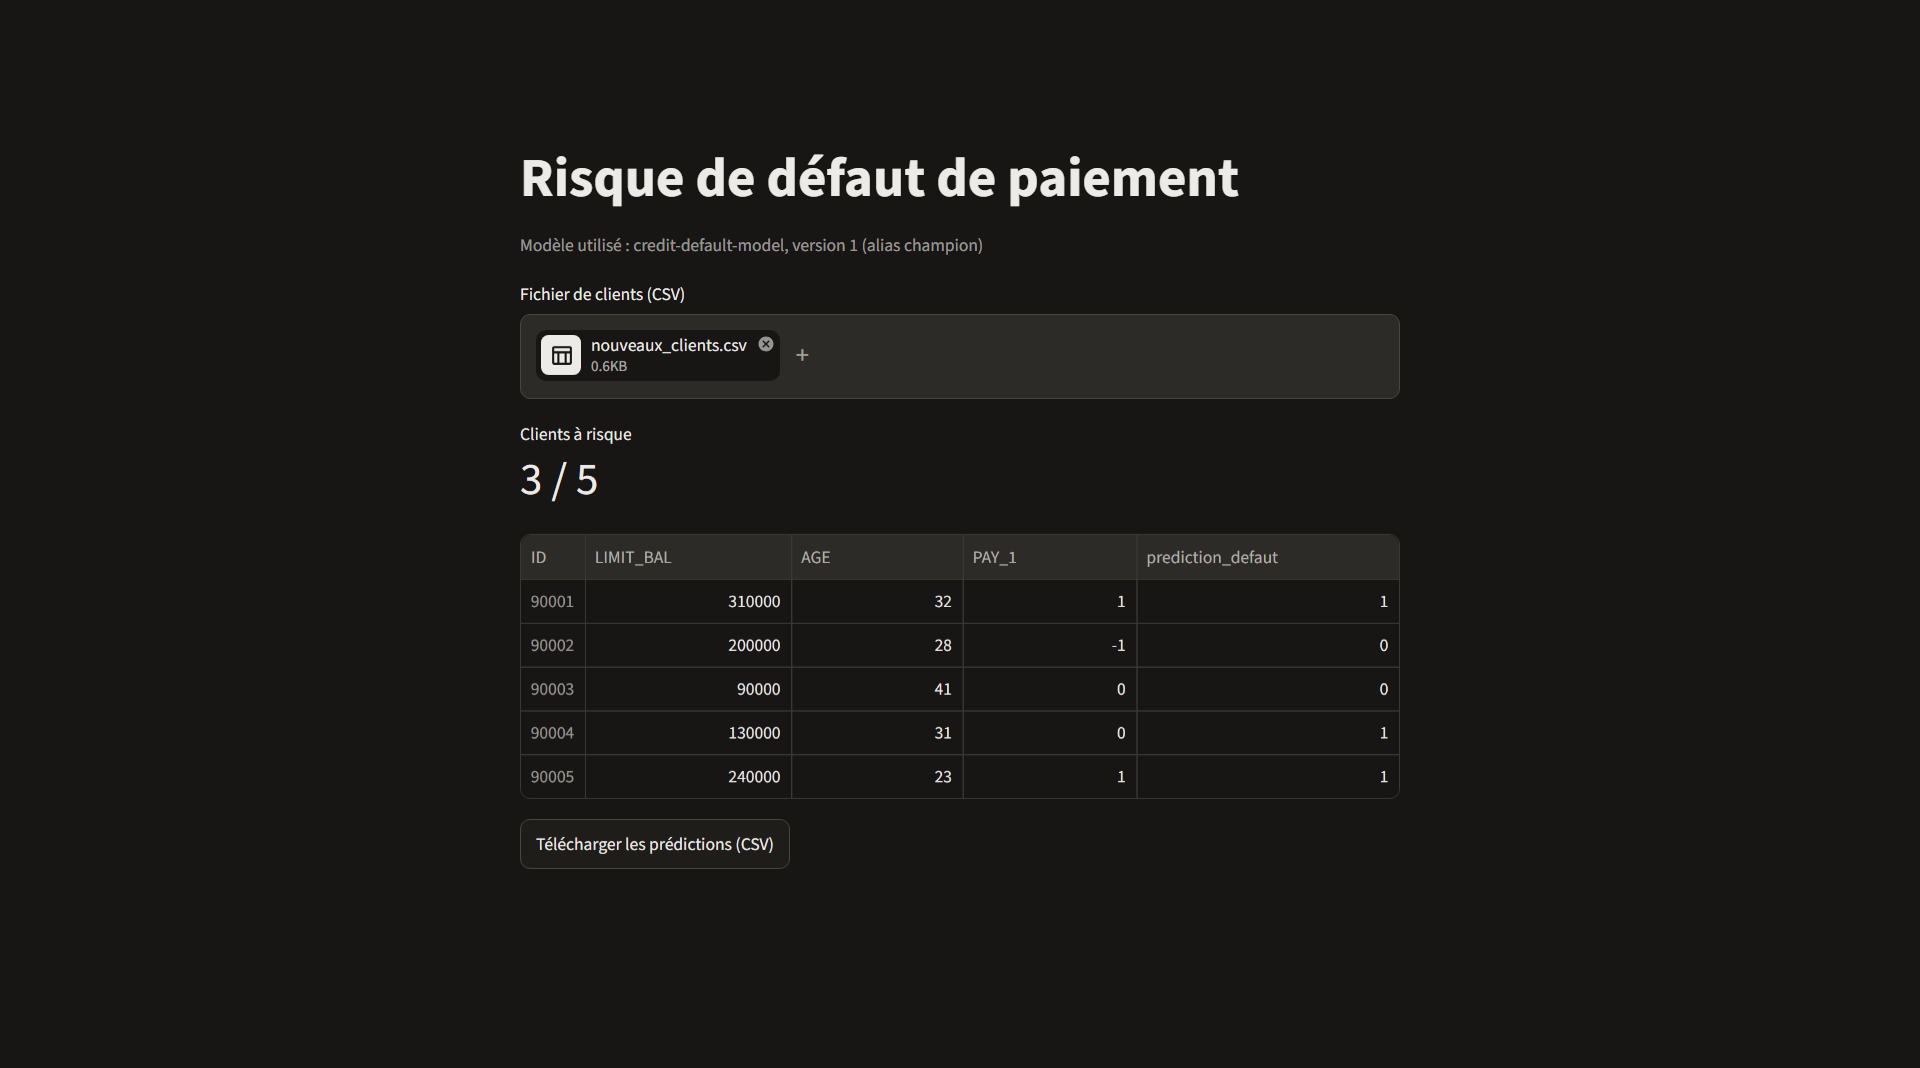 Risque de défaut de paiement
Modèle utilisé : credit-default-model, version 1 (alias champion)
Fichier de clients (CSV)
nouveaux_clients.csv
0.6KB
+
Clients à risque
3 / 5
ID LIMIT_BAL AGE PAY_1 prediction_defaut
90001 310000 32 1 1
90002 200000 28 -1 0
90003 90000 41 0 0
90004 130000 31 0 1
90005 240000 23 1 1
Télécharger les prédictions (CSV)